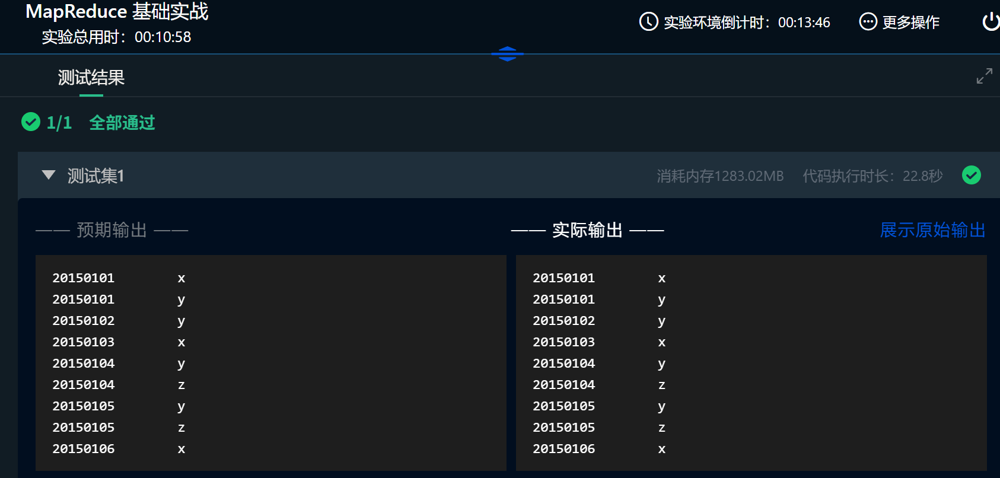 MapReduce 基础实战
实验总用时：00:10:58
实验环境倒计时：00:13:46
更多操作
测试结果
1/1 全部通过
测试集1
消耗内存1283.02MB 代码执行时长：22.8秒
—— 预期输出 ——
—— 实际输出 ——
展示原始输出
20150101 x
20150101 y
20150102 y
20150103 x
20150104 y
20150104 z
20150105 y
20150105 z
20150106 x
20150101 x
20150101 y
20150102 y
20150103 x
20150104 y
20150104 z
20150105 y
20150105 z
20150106 x